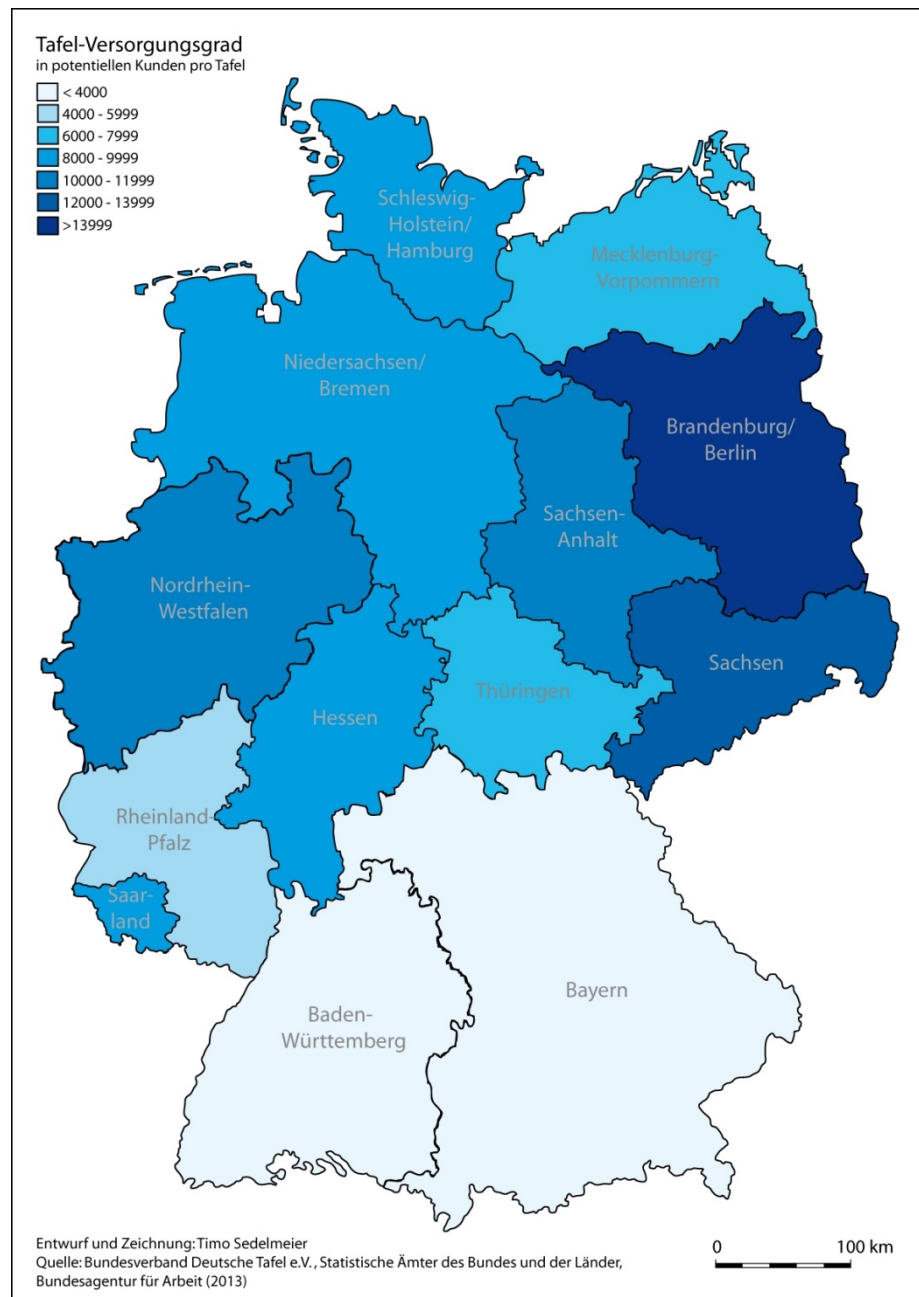 Tafel-Versorgungsgrad
in potentiellen Kunden pro Tafel
< 4000
4000 - 5999
6000 - 7999
8000 - 9999
10000 - 11999
12000 - 13999
>13999
Schleswig-
Holstein/
Hamburg
Mecklenburg-
Vorpommern
Niedersachsen/
Bremen
Brandenburg/
Berlin
Sachsen-
Anhalt
Nordrhein-
Westfalen
Sachsen
Thüringen
Hessen
Rheinland-
Pfalz
Saar-
land
Bayern
Baden-
Württemberg
Entwurf und Zeichnung: Timo Sedelmeier
Quelle: Bundesverband Deutsche Tafel e.V. , Statistische Ämter des Bundes und der Länder,
Bundesagentur für Arbeit (2013)
0 100 km